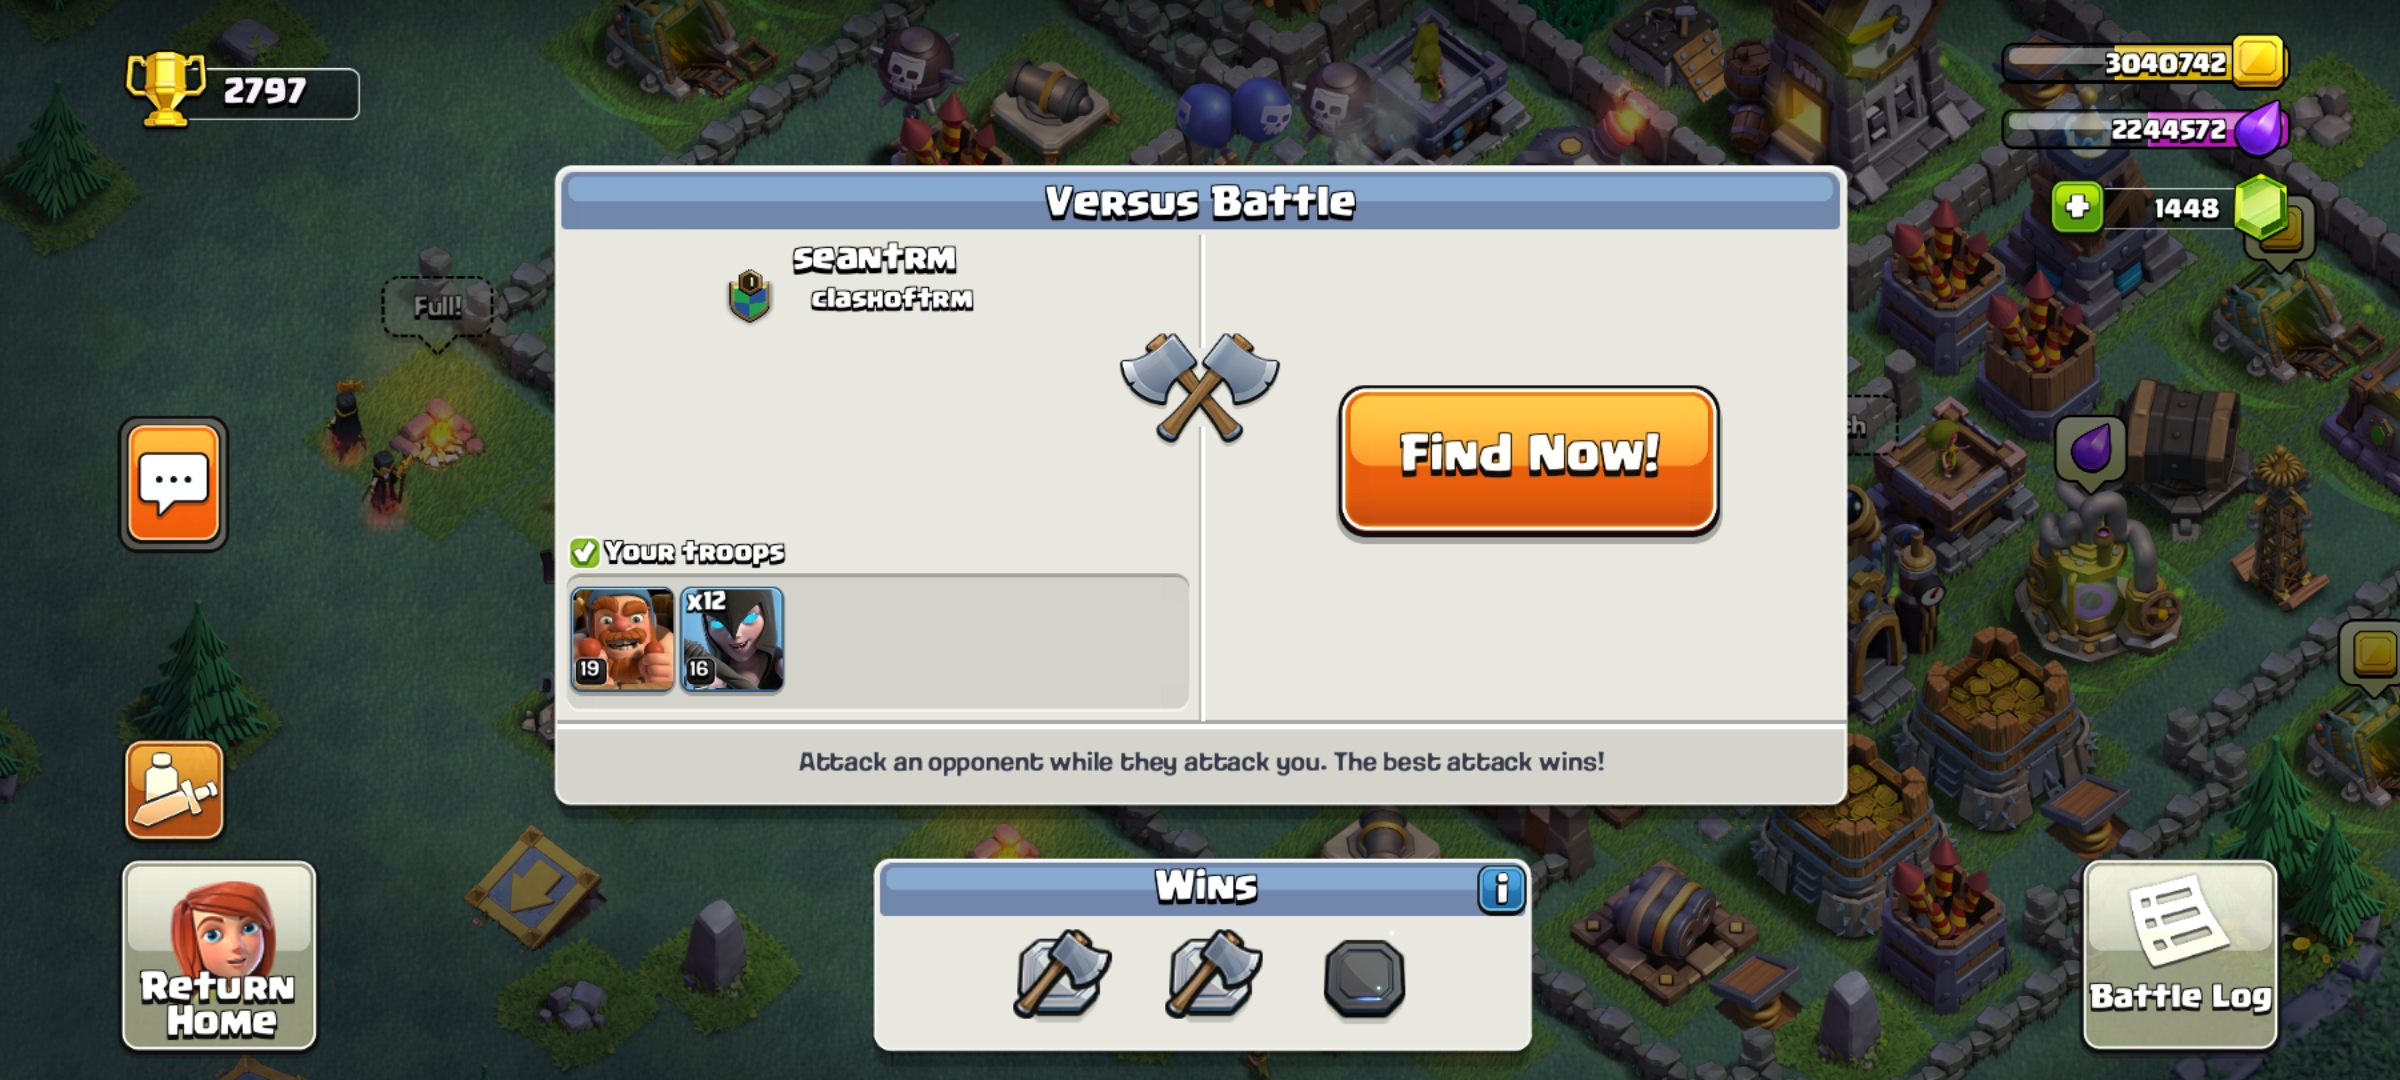 2797
3040742
2244572
1448
Full!
Versus Battle
seantrm
clashoftrm
1
Find Now!
Your troops
19
x12
16
Attack an opponent while they attack you. The best attack wins!
Wins
i
Return
Home
Battle Log